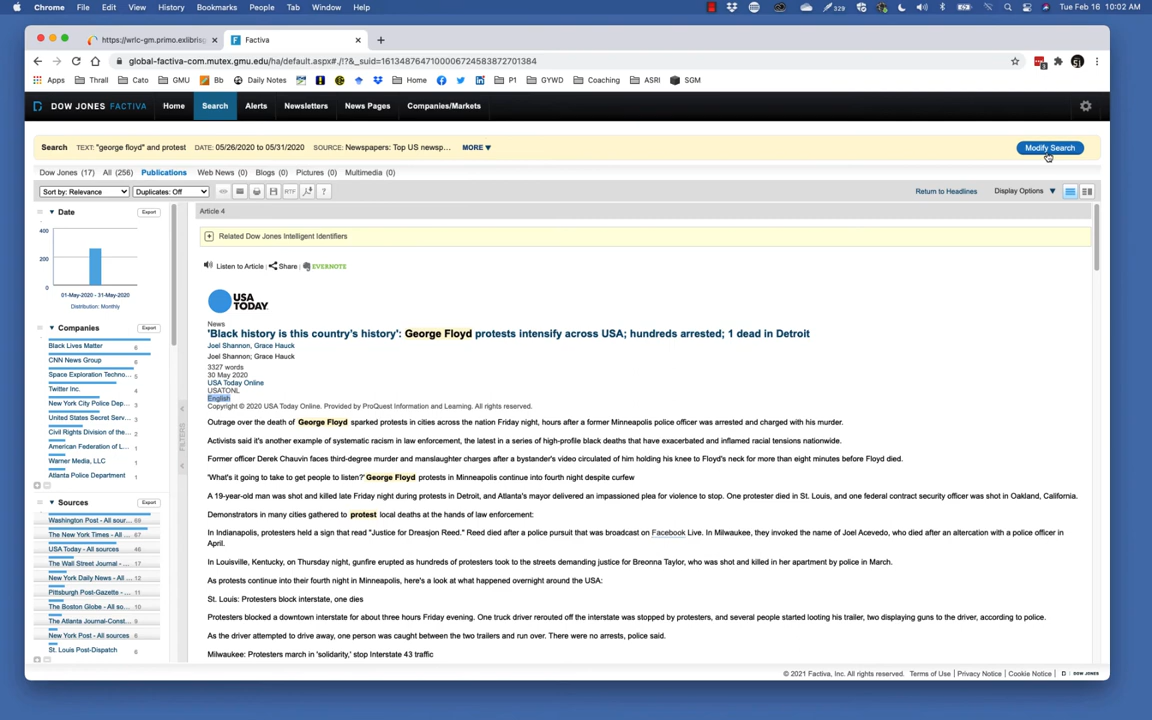 Chrome File Edit View History Bookmarks People Tab Window Help 329 Tue Feb 16 10:02 AM
https://wrlc-gm.primo.exlibrisg Factiva
global-factiva-com.mutex.gmu.edu/ha/default.aspx#./!?&_suid=161348764710000672458387270 1384
Apps Thrall Cato GMU Bb Daily Notes Home P1 GYWD Coaching ASRI SGM
DOW JONES FACTIVA Home Search Alerts Newsletters News Pages Companies/Markets
Search TEXT: "george floyd" and protest DATE: 05/26/2020 to 05/31/2020 SOURCE: Newspapers: Top US newsp... MORE ▼ Modify Search
Dow Jones (17) All (256) Publications Web News (0) Blogs (0) Pictures (0) Multimedia (0)
Sort by: Relevance Duplicates: Off RTF ? Return to Headlines Display Options ▼
Date Export
400
200
0
01-May-2020 - 31-May-2020
Distribution: Monthly
Companies Export
Black Lives Matter 6
CNN News Group 6
Space Exploration Techno... 5
Twitter Inc. 4
New York City Police Dep... 3
United States Secret Serv... 3
Civil Rights Division of the... 2
American Federation of L... 1
Warner Media, LLC 1
Atlanta Police Department 1
Sources Export
Washington Post - All sour... 69
The New York Times - All ... 67
USA Today - All sources 46
The Wall Street Journal - ... 17
New York Daily News - All ... 12
Pittsburgh Post-Gazette - ... 11
The Boston Globe - All so... 10
The Atlanta Journal-Const... 9
New York Post - All sources 6
St. Louis Post-Dispatch 6
FILTERS
Article 4
Related Dow Jones Intelligent Identifiers
Listen to Article | Share | EVERNOTE
USA TODAY.
News
'Black history is this country's history': George Floyd protests intensify across USA; hundreds arrested; 1 dead in Detroit
Joel Shannon, Grace Hauck
Joel Shannon; Grace Hauck
3327 words
30 May 2020
USA Today Online
USATONL
English
Copyright © 2020 USA Today Online. Provided by ProQuest Information and Learning. All rights reserved.
Outrage over the death of George Floyd sparked protests in cities across the nation Friday night, hours after a former Minneapolis police officer was arrested and charged with his murder.
Activists said it's another example of systematic racism in law enforcement, the latest in a series of high-profile black deaths that have exacerbated and inflamed racial tensions nationwide.
Former officer Derek Chauvin faces third-degree murder and manslaughter charges after a bystander's video circulated of him holding his knee to Floyd's neck for more than eight minutes before Floyd died.
'What's it going to take to get people to listen?'George Floyd protests in Minneapolis continue into fourth night despite curfew
A 19-year-old man was shot and killed late Friday night during protests in Detroit, and Atlanta's mayor delivered an impassioned plea for violence to stop. One protester died in St. Louis, and one federal contract security officer was shot in Oakland, California.
Demonstrators in many cities gathered to protest local deaths at the hands of law enforcement:
In Indianapolis, protesters held a sign that read "Justice for Dreasjon Reed." Reed died after a police pursuit that was broadcast on Facebook Live. In Milwaukee, they invoked the name of Joel Acevedo, who died after an altercation with a police officer in
April.
In Louisville, Kentucky, on Thursday night, gunfire erupted as hundreds of protesters took to the streets demanding justice for Breonna Taylor, who was shot and killed in her apartment by police in March.
As protests continue into their fourth night in Minneapolis, here's a look at what happened overnight around the USA:
St. Louis: Protesters block interstate, one dies
Protesters blocked a downtown interstate for about three hours Friday evening. One truck driver rerouted off the interstate was stopped by protesters, and several people started looting his trailer, two displaying guns to the driver, according to police.
As the driver attempted to drive away, one person was caught between the two trailers and run over. There were no arrests, police said.
Milwaukee: Protesters march in 'solidarity,' stop Interstate 43 traffic
© 2021 Factiva, Inc. All rights reserved. Terms of Use | Privacy Notice | Cookie Notice | DOW JONES